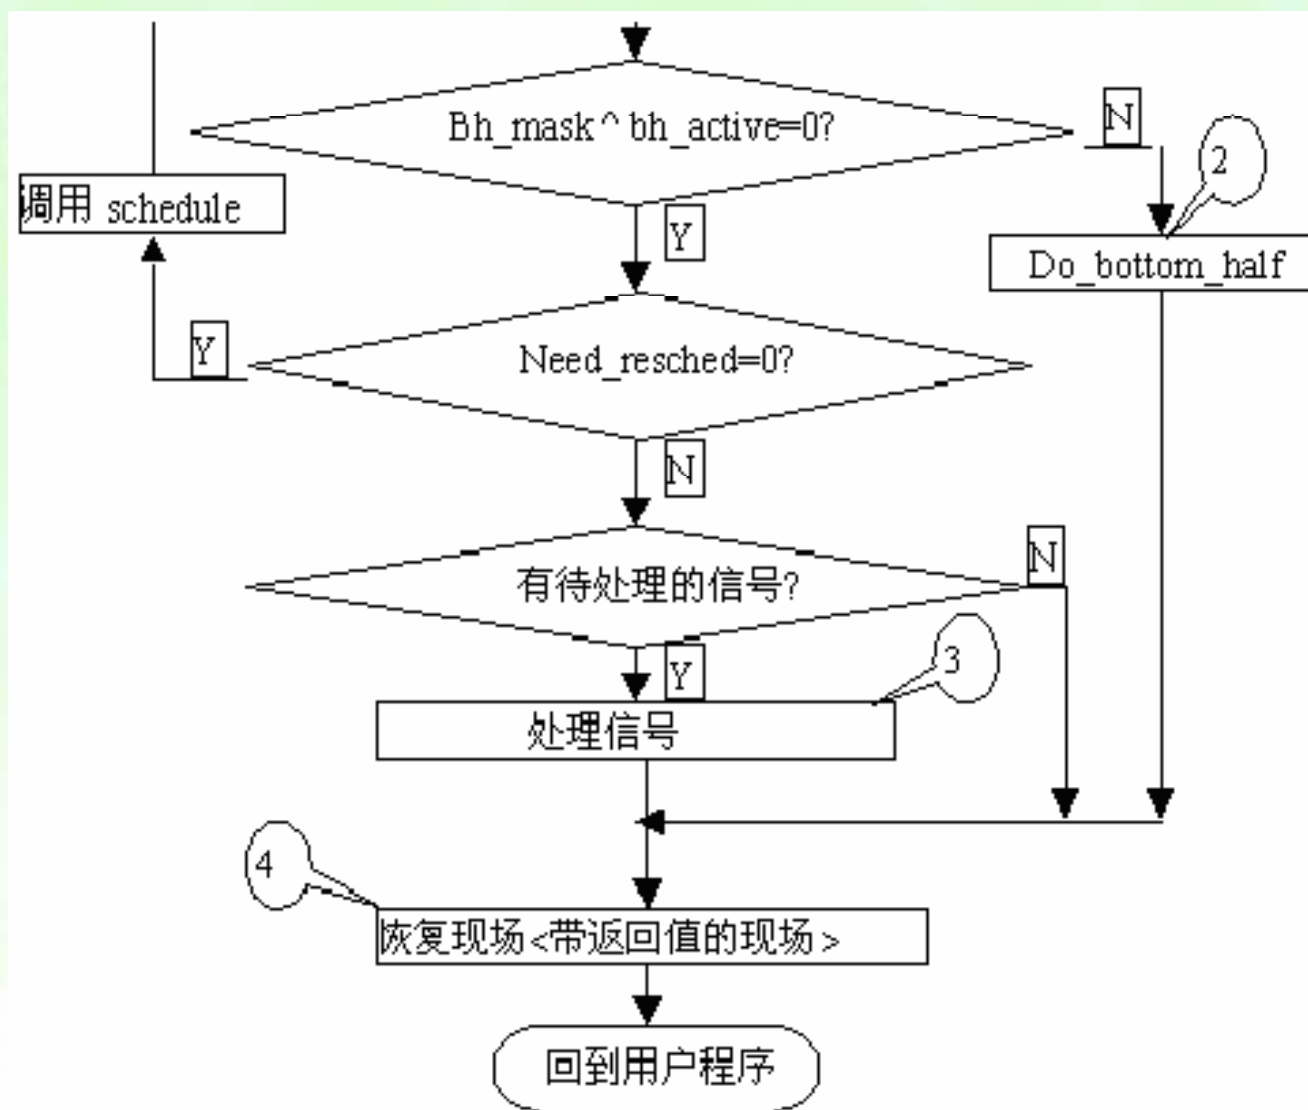 Bh_mask^bh_active=0?
N
2
调用 schedule
Y
Do_bottom_half
Y
Need_resched=0?
N
N
有待处理的信号?
Y
3
处理信号
4
恢复现场<带返回值的现场>
回到用户程序